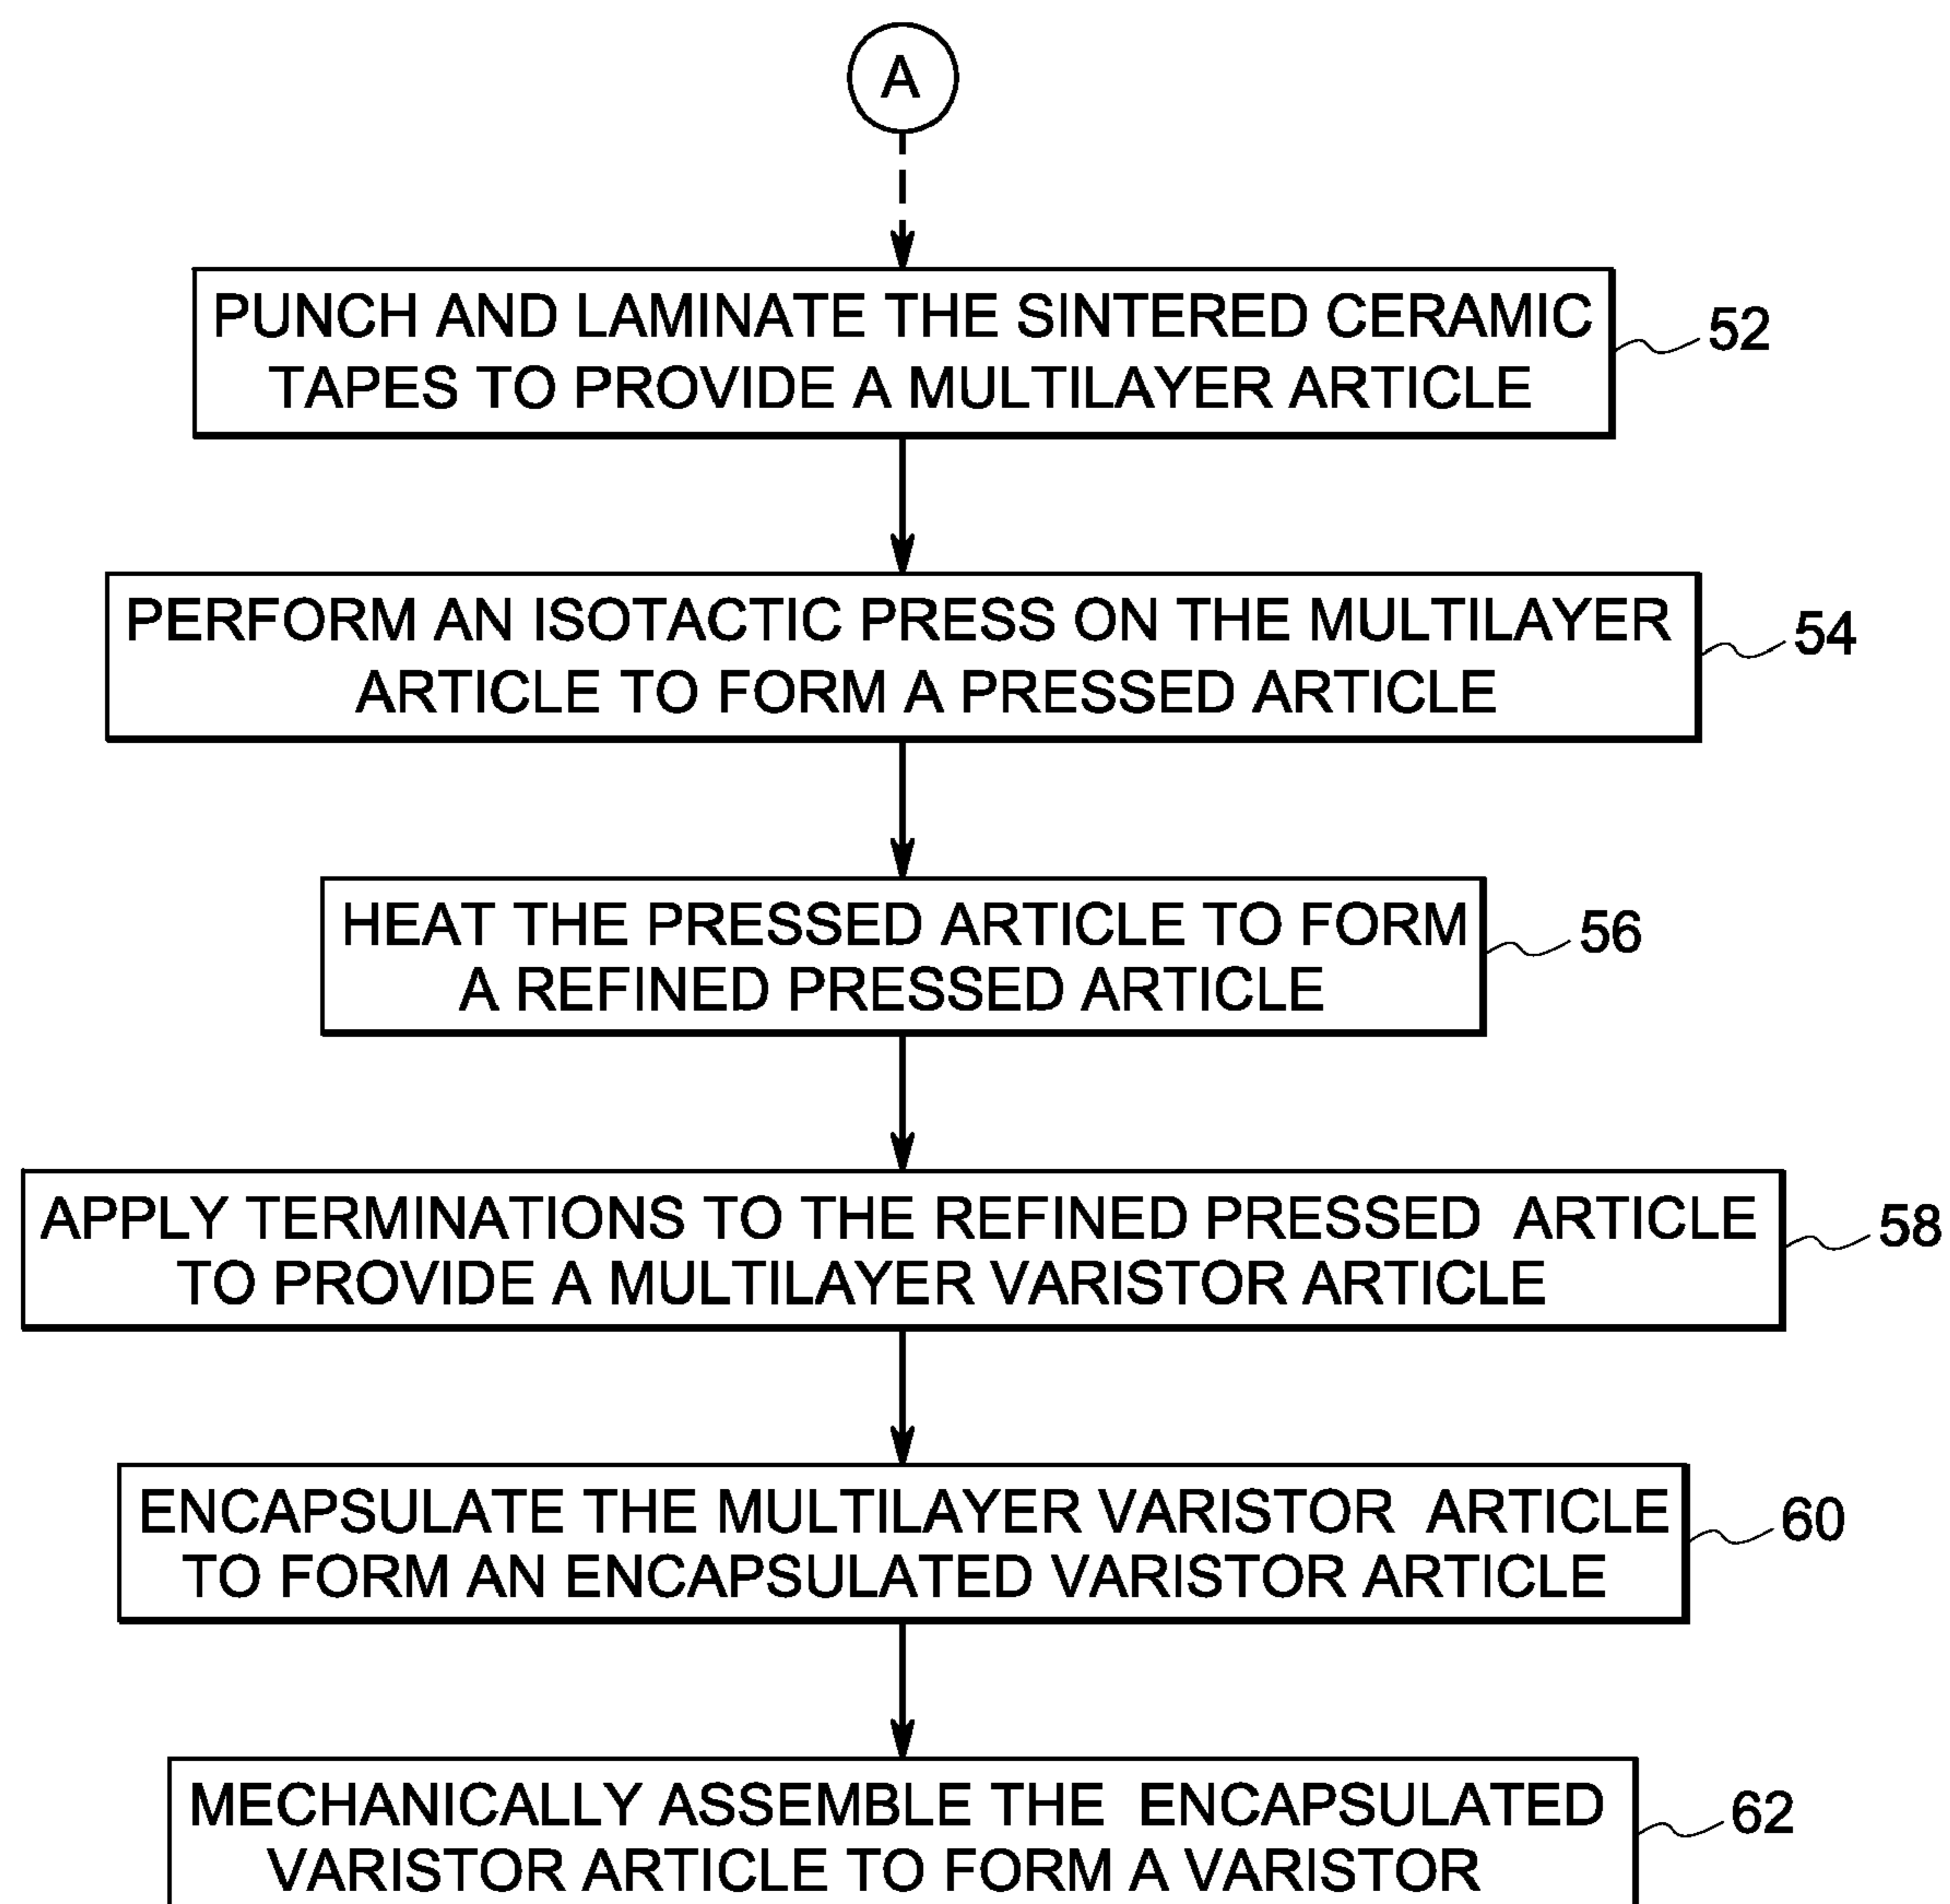 A
PUNCH AND LAMINATE THE SINTERED CERAMIC
TAPES TO PROVIDE A MULTILAYER ARTICLE
52
PERFORM AN ISOTACTIC PRESS ON THE MULTILAYER
ARTICLE TO FORM A PRESSED ARTICLE
54
HEAT THE PRESSED ARTICLE TO FORM
A REFINED PRESSED ARTICLE
56
APPLY TERMINATIONS TO THE REFINED PRESSED ARTICLE
TO PROVIDE A MULTILAYER VARISTOR ARTICLE
58
ENCAPSULATE THE MULTILAYER VARISTOR ARTICLE
TO FORM AN ENCAPSULATED VARISTOR ARTICLE
60
MECHANICALLY ASSEMBLE THE ENCAPSULATED
VARISTOR ARTICLE TO FORM A VARISTOR
62